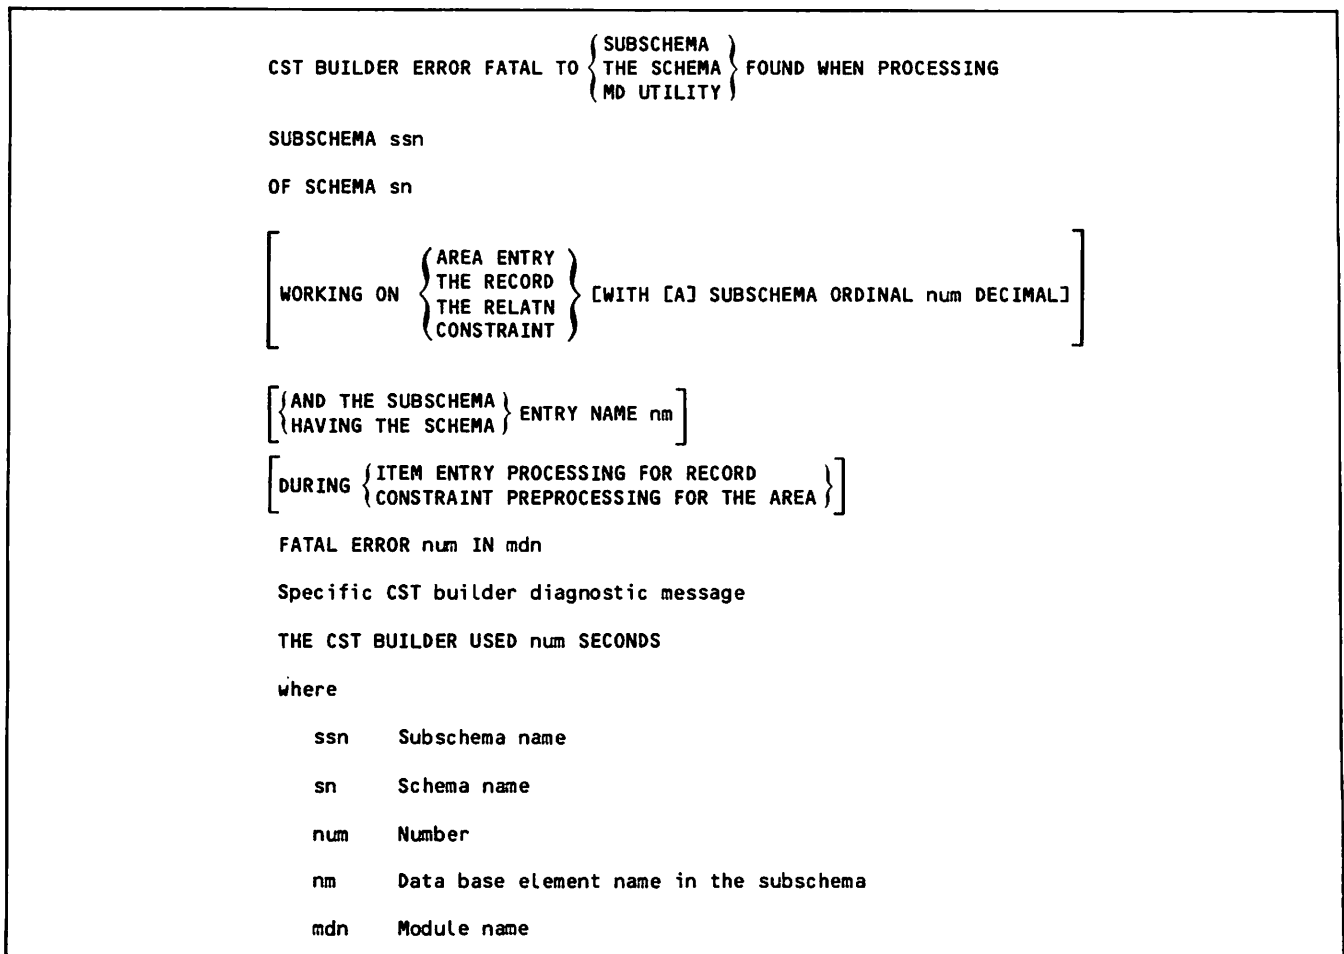 SUBSCHEMA
CST BUILDER ERROR FATAL TO THE SCHEMA FOUND WHEN PROCESSING
MD UTILITY
SUBSCHEMA ssn
OF SCHEMA sn
AREA ENTRY
THE RECORD
WORKING ON [WITH [A] SUBSCHEMA ORDINAL num DECIMAL]
THE RELATN
CONSTRAINT
AND THE SUBSCHEMA
ENTRY NAME nm
HAVING THE SCHEMA
ITEM ENTRY PROCESSING FOR RECORD
DURING
CONSTRAINT PREPROCESSING FOR THE AREA
FATAL ERROR num IN mdn
Specific CST builder diagnostic message
THE CST BUILDER USED num SECONDS
where
ssn Subschema name
sn Schema name
num Number
nm Data base element name in the subschema
mdn Module name